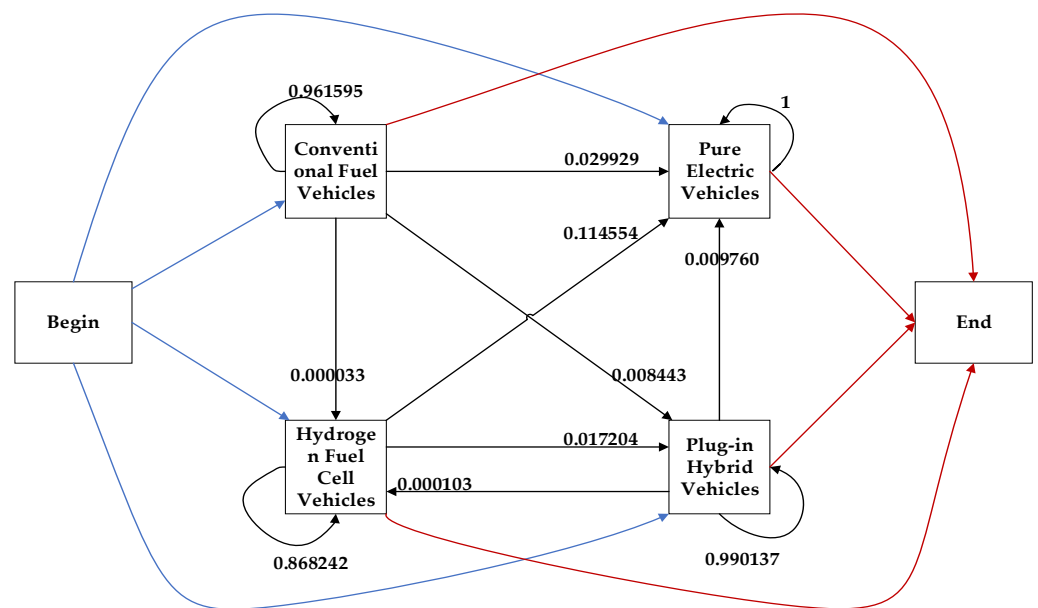 0.961595
1
Conventi
onal Fuel
Vehicles
0.029929
Pure
Electric
Vehicles
0.114554
0.009760
Begin
End
0.000033
0.008443
Hydroge
n Fuel
Cell
Vehicles
0.017204
0.000103
Plug-in
Hybrid
Vehicles
0.868242
0.990137